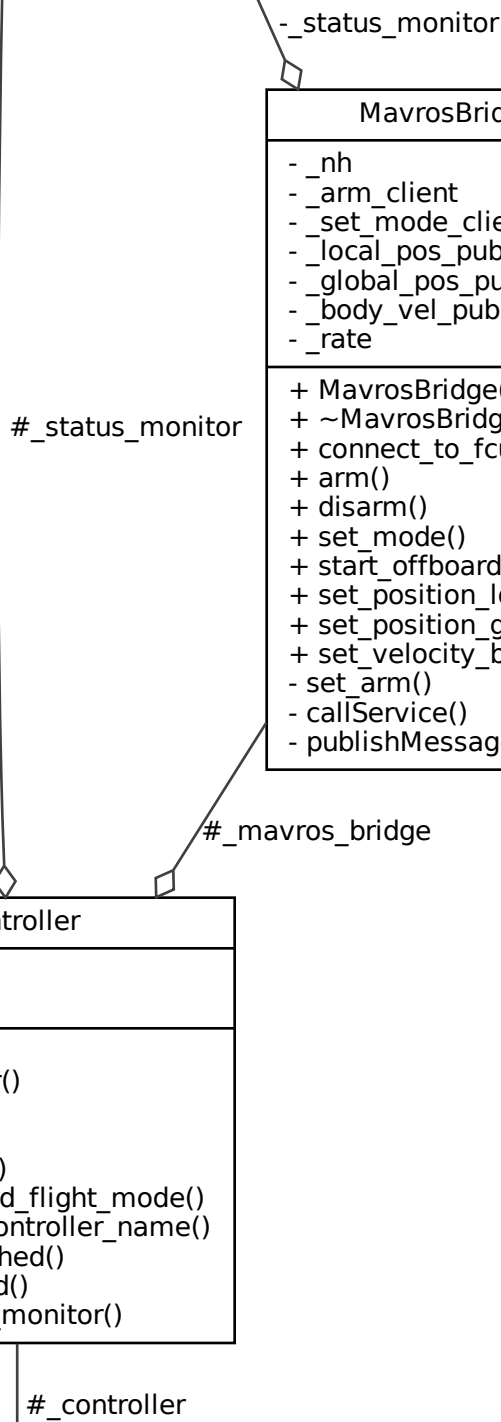 -_status_monitor
MavrosBrid
- _nh
- _arm_client
- _set_mode_clie
- _local_pos_pub
- _global_pos_pu
- _body_vel_pub
- _rate
+ MavrosBridge(
+ ~MavrosBridg
+ connect_to_fcu
+ arm()
+ disarm()
+ set_mode()
+ start_offboard
+ set_position_lo
+ set_position_g
+ set_velocity_b
- set_arm()
- callService()
- publishMessag
#_status_monitor
#_mavros_bridge
troller
r()
)
d_flight_mode()
ontroller_name()
hed()
d()
_monitor()
#_controller